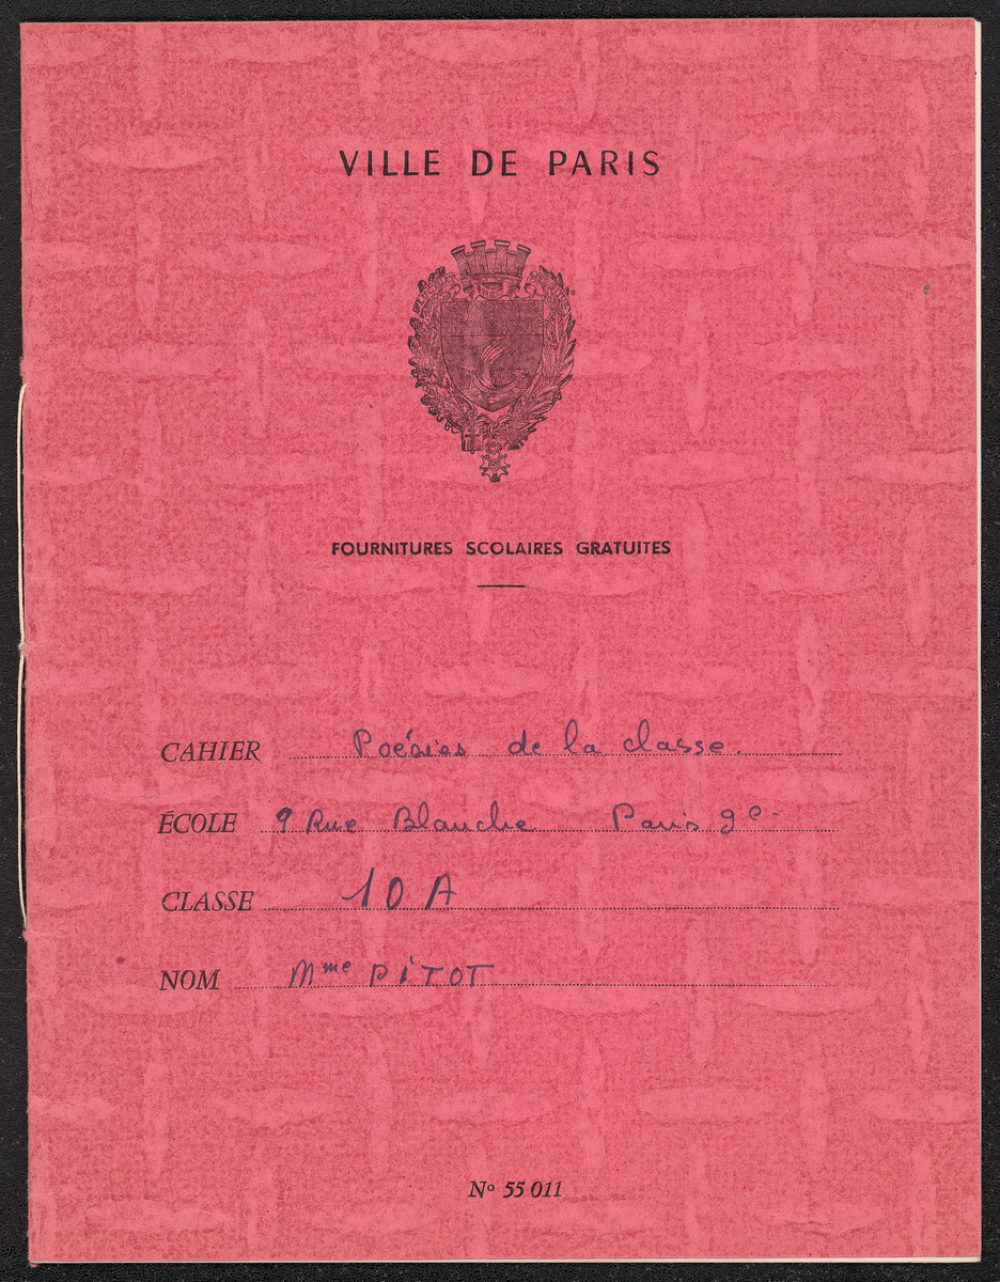 VILLE DE PARIS
FOURNITURES SCOLAIRES GRATUITES
CAHIER Poésies de la classe.
ÉCOLE 9 Rue Blanche Paris 9e.
CLASSE 10 A
NOM Mme PITOT
No 55 011